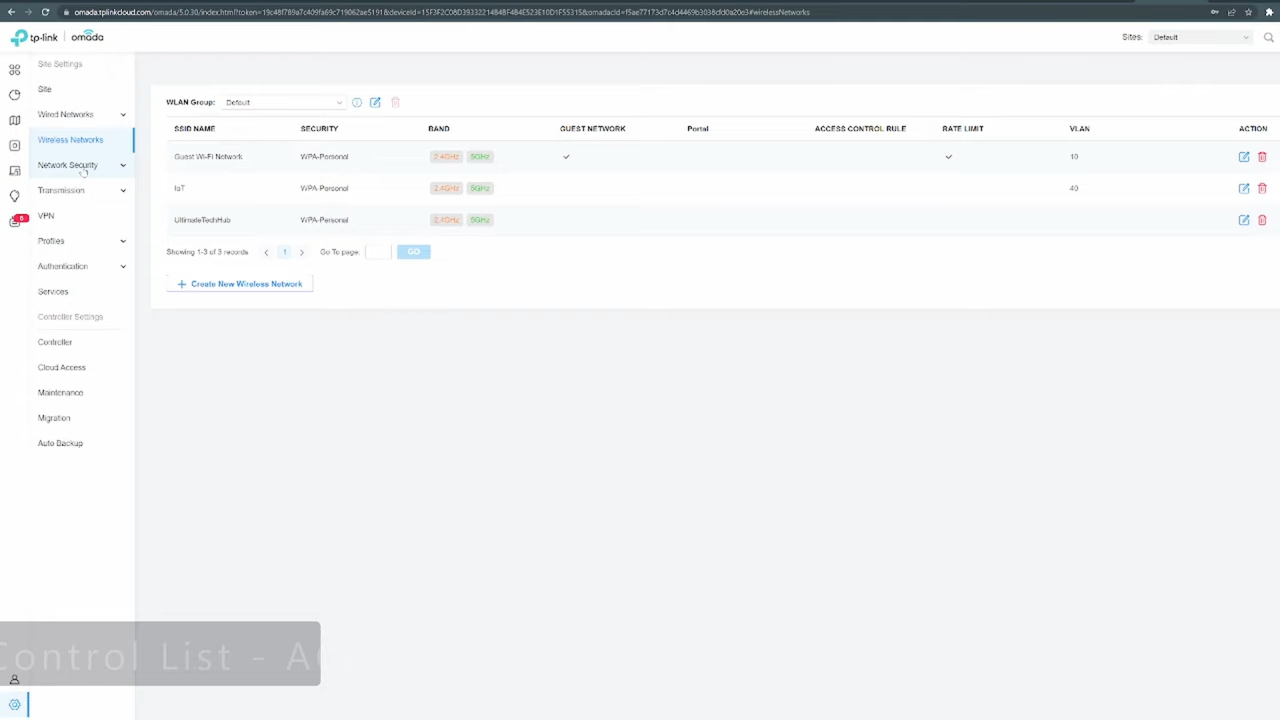 omada.tplinkcloud.com/omada/5.0.30/index.html?token=19c48f789a7c409fa69c719062ae5191&deviceId=15F3F2C08D39332214B48F4B4E523E10D1F55315&omadacId=f5ae77173d7c4d4469b3038cfd0a20e3#wirelessNetworks
tp-link | omada
Sites: Default
Site Settings
Site
Wired Networks
Wireless Networks
Network Security
Transmission
VPN
Profiles
Authentication
Services
Controller Settings
Controller
Cloud Access
Maintenance
Migration
Auto Backup
6
WLAN Group: Default
SSID NAME SECURITY BAND GUEST NETWORK Portal ACCESS CONTROL RULE RATE LIMIT VLAN ACTION
Guest Wi-Fi Network WPA-Personal 2.4GHz 5GHz 10
IoT WPA-Personal 2.4GHz 5GHz 40
UltimateTechHub WPA-Personal 2.4GHz 5GHz
Showing 1-3 of 3 records < 1 > Go To page: GO
+ Create New Wireless Network
Control List - A